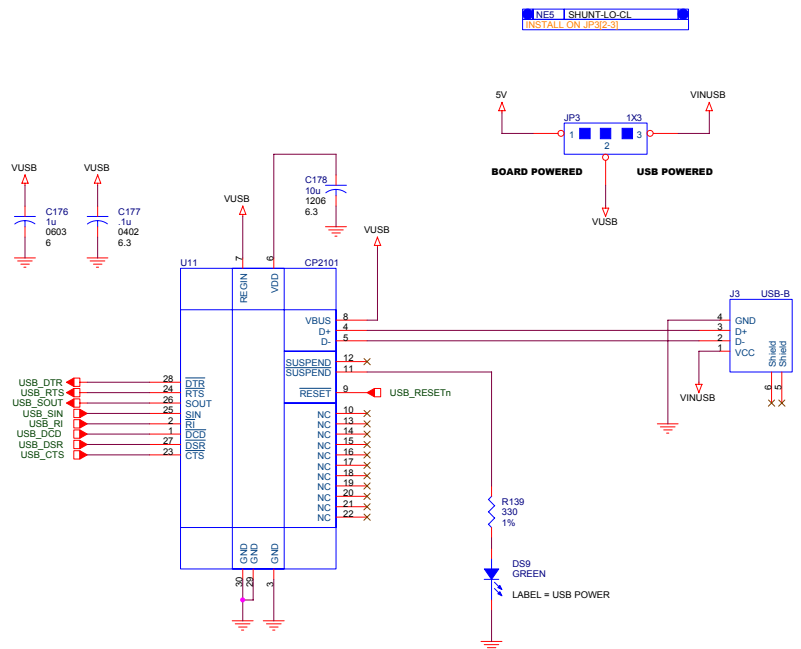 NE5 SHUNT-LO-CL
INSTALL ON JP3[2-3]
5V
VINUSB
JP3 1X3
1 3
2
BOARD POWERED USB POWERED
VUSB
VUSB
VUSB
C176
1u
0603
6
C177
.1u
0402
6.3
VUSB
C178
10u
1206
6.3
VUSB
U11 CP2101
7 6
REGIN VDD
VBUS 8
D+ 4
D- 5
SUSPEND 12
SUSPEND 11
RESET 9 USB_RESETn
NC 10
NC 13
NC 14
NC 15
NC 16
NC 17
NC 18
NC 19
NC 20
NC 21
NC 22
USB_DTR 28 DTR
USB_RTS 24 RTS
USB_SOUT 26 SOUT
USB_SIN 25 SIN
USB_RI 2 RI
USB_DCD 1 DCD
USB_DSR 27 DSR
USB_CTS 23 CTS
GND GND GND
30 29 3
J3 USB-B
4 GND
3 D+
2 D-
1 VCC
Shield Shield
6 5
VINUSB
R139
330
1%
DS9
GREEN
LABEL = USB POWER